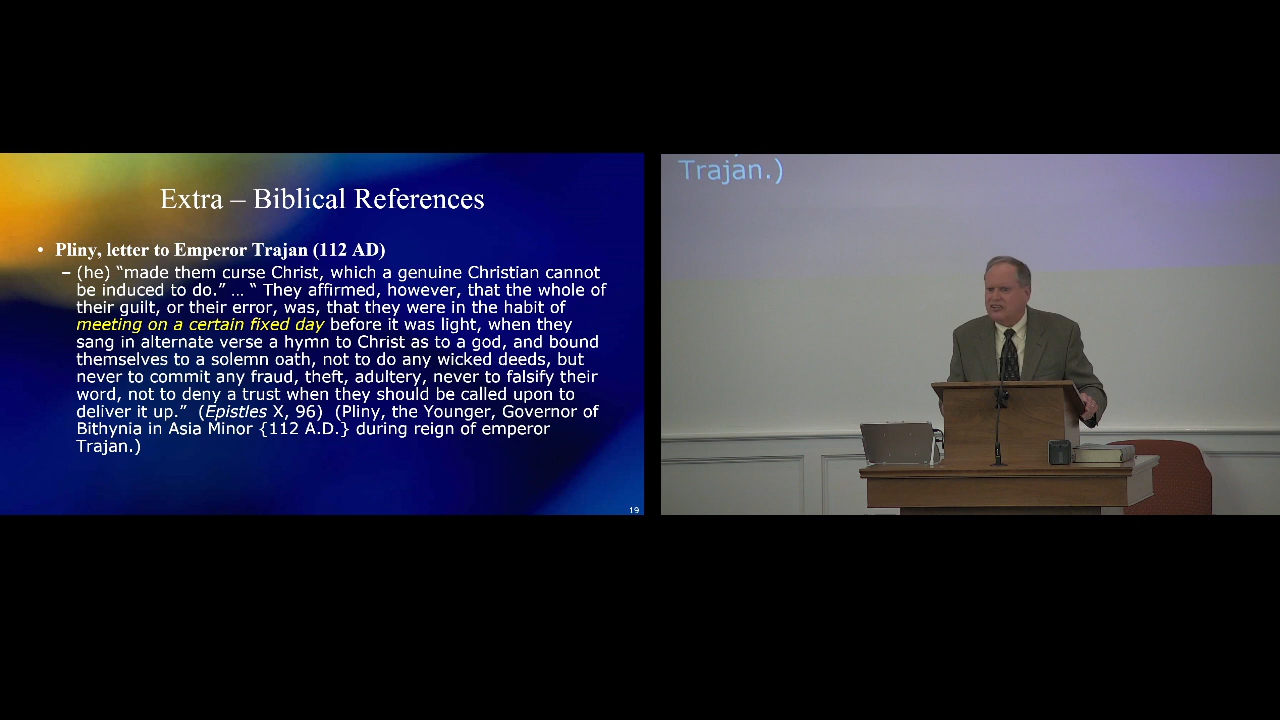 Extra – Biblical References
• Pliny, letter to Emperor Trajan (112 AD)
– (he) “made them curse Christ, which a genuine Christian cannot
be induced to do.” … “ They affirmed, however, that the whole of
their guilt, or their error, was, that they were in the habit of
meeting on a certain fixed day before it was light, when they
sang in alternate verse a hymn to Christ as to a god, and bound
themselves to a solemn oath, not to do any wicked deeds, but
never to commit any fraud, theft, adultery, never to falsify their
word, not to deny a trust when they should be called upon to
deliver it up.” (Epistles X, 96) (Pliny, the Younger, Governor of
Bithynia in Asia Minor {112 A.D.} during reign of emperor
Trajan.)
19
Trajan.)